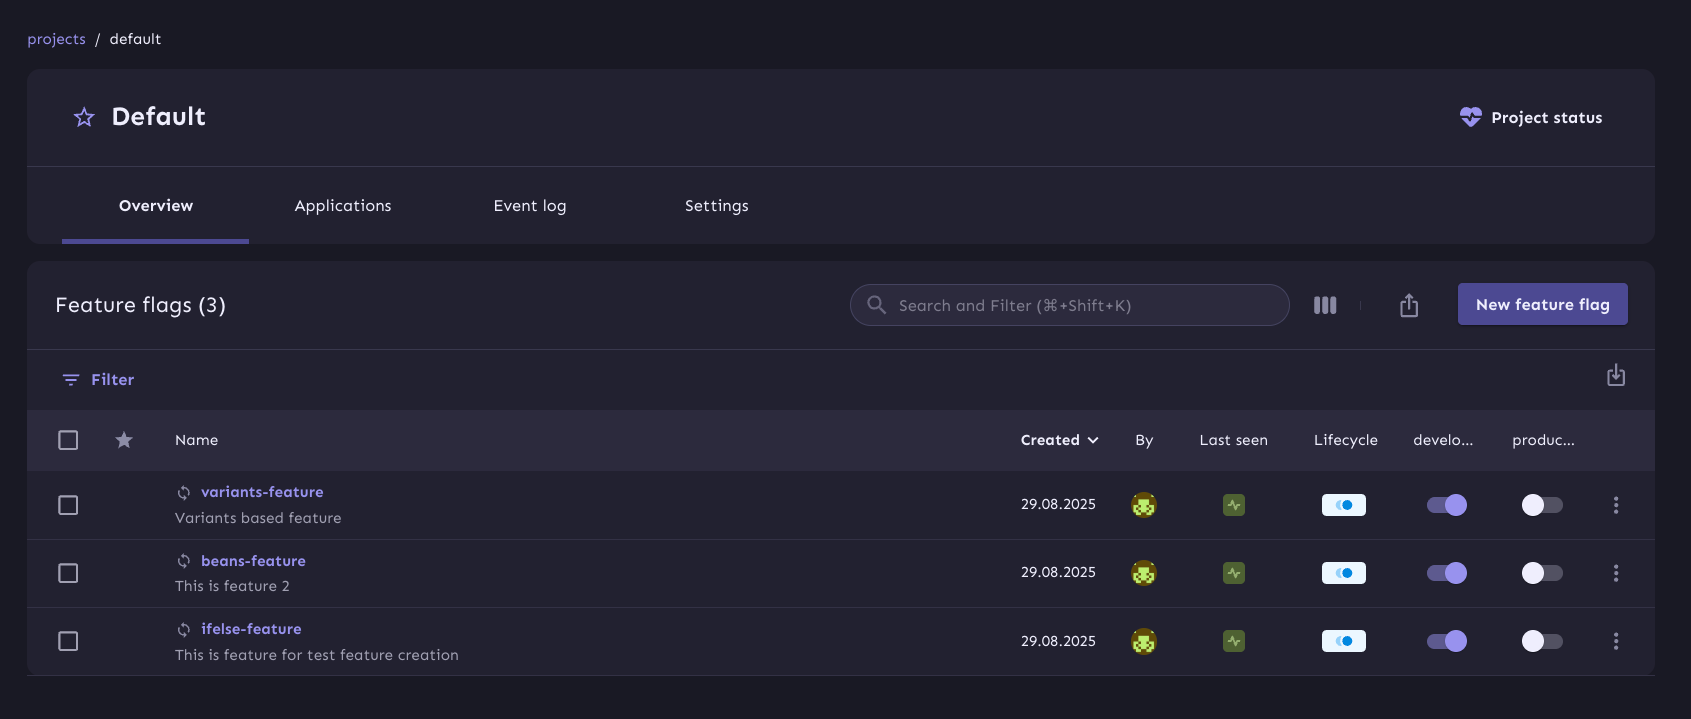 projects / default
Default
Project status
Overview Applications Event log Settings
Feature flags (3)
Search and Filter (⌘+Shift+K)
New feature flag
Filter
Name Created By Last seen Lifecycle develo... produc...
variants-feature
Variants based feature
29.08.2025
beans-feature
This is feature 2
29.08.2025
ifelse-feature
This is feature for test feature creation
29.08.2025